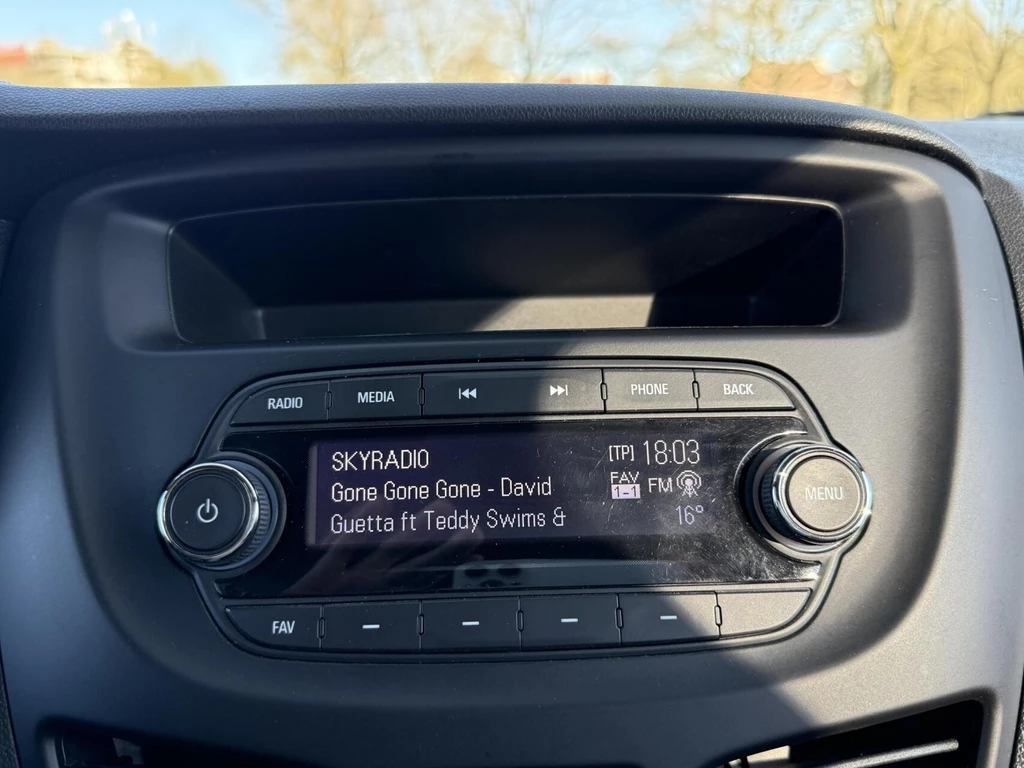 RADIO MEDIA PHONE BACK
SKYRADIO [TP] 18:03
Gone Gone Gone - David FAV 1-1 FM
Guetta ft Teddy Swims & 16°
MENU
FAV